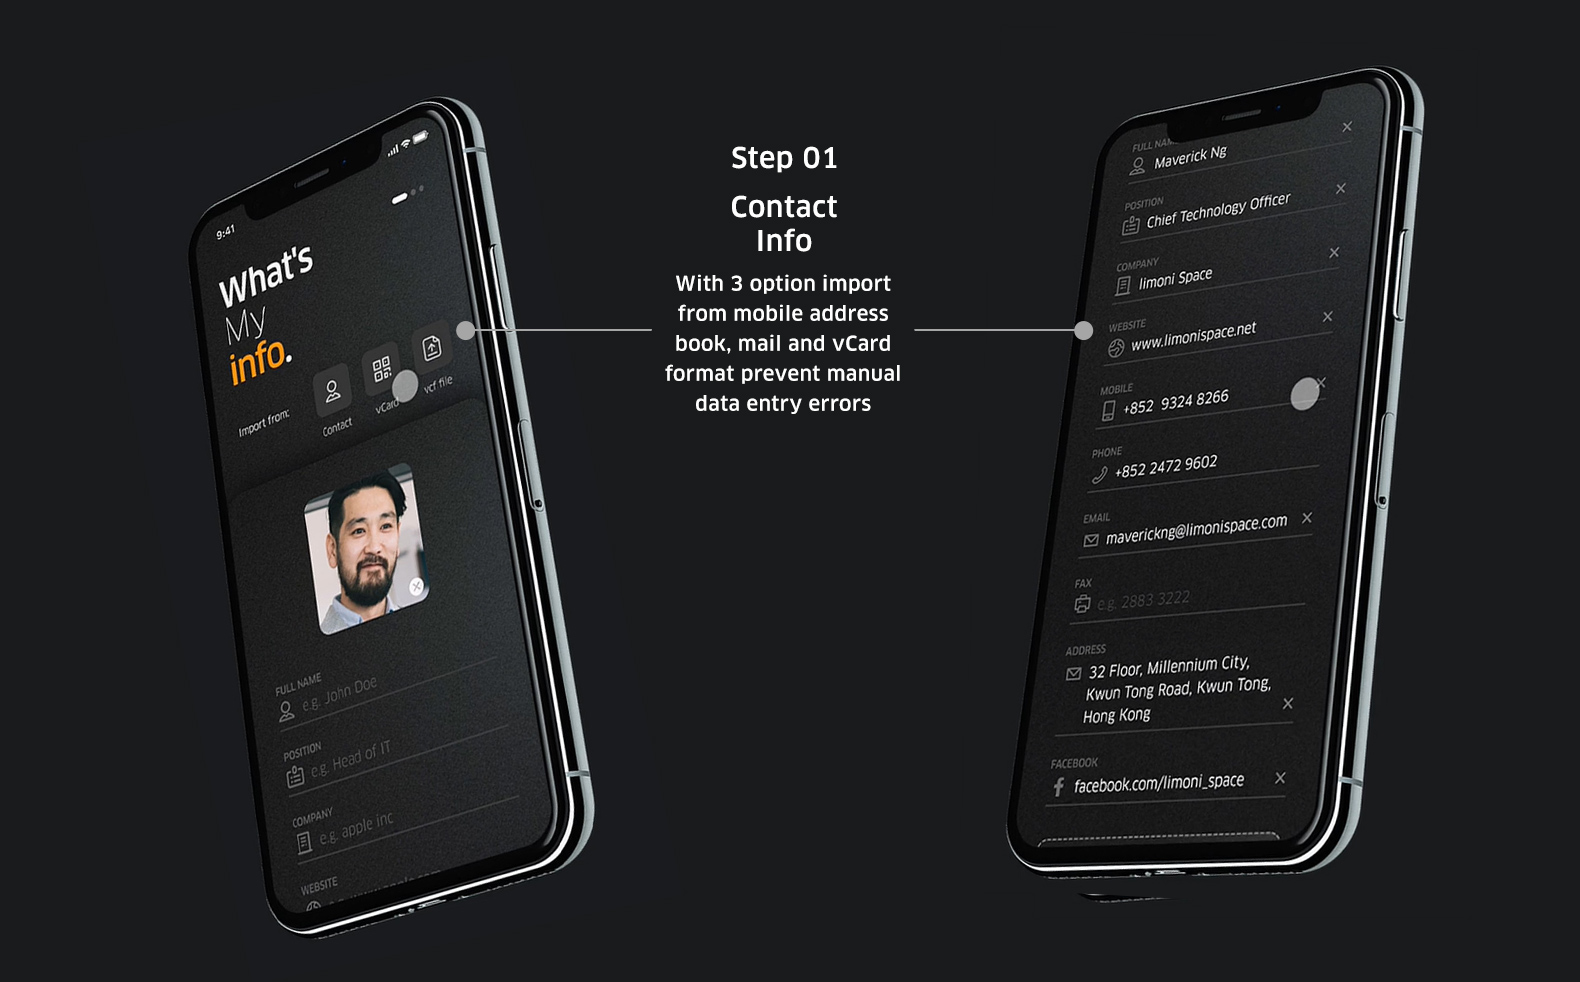 9:41
What's
My
info.
Import from:
Contact
vCard
vcf file
FULL NAME
e.g. John Doe
POSITION
e.g. Head of IT
COMPANY
e.g. apple inc
WEBSITE
Step 01
Contact
Info
With 3 option import
from mobile address
book, mail and vCard
format prevent manual
data entry errors
FULL NAME
Maverick Ng
POSITION
Chief Technology Officer
COMPANY
limoni Space
WEBSITE
www.limonispace.net
MOBILE
+852 9324 8266
PHONE
+852 2472 9602
EMAIL
maverickng@limonispace.com
FAX
e.g. 2883 3222
ADDRESS
32 Floor, Millennium City,
Kwun Tong Road, Kwun Tong,
Hong Kong
FACEBOOK
facebook.com/limoni_space